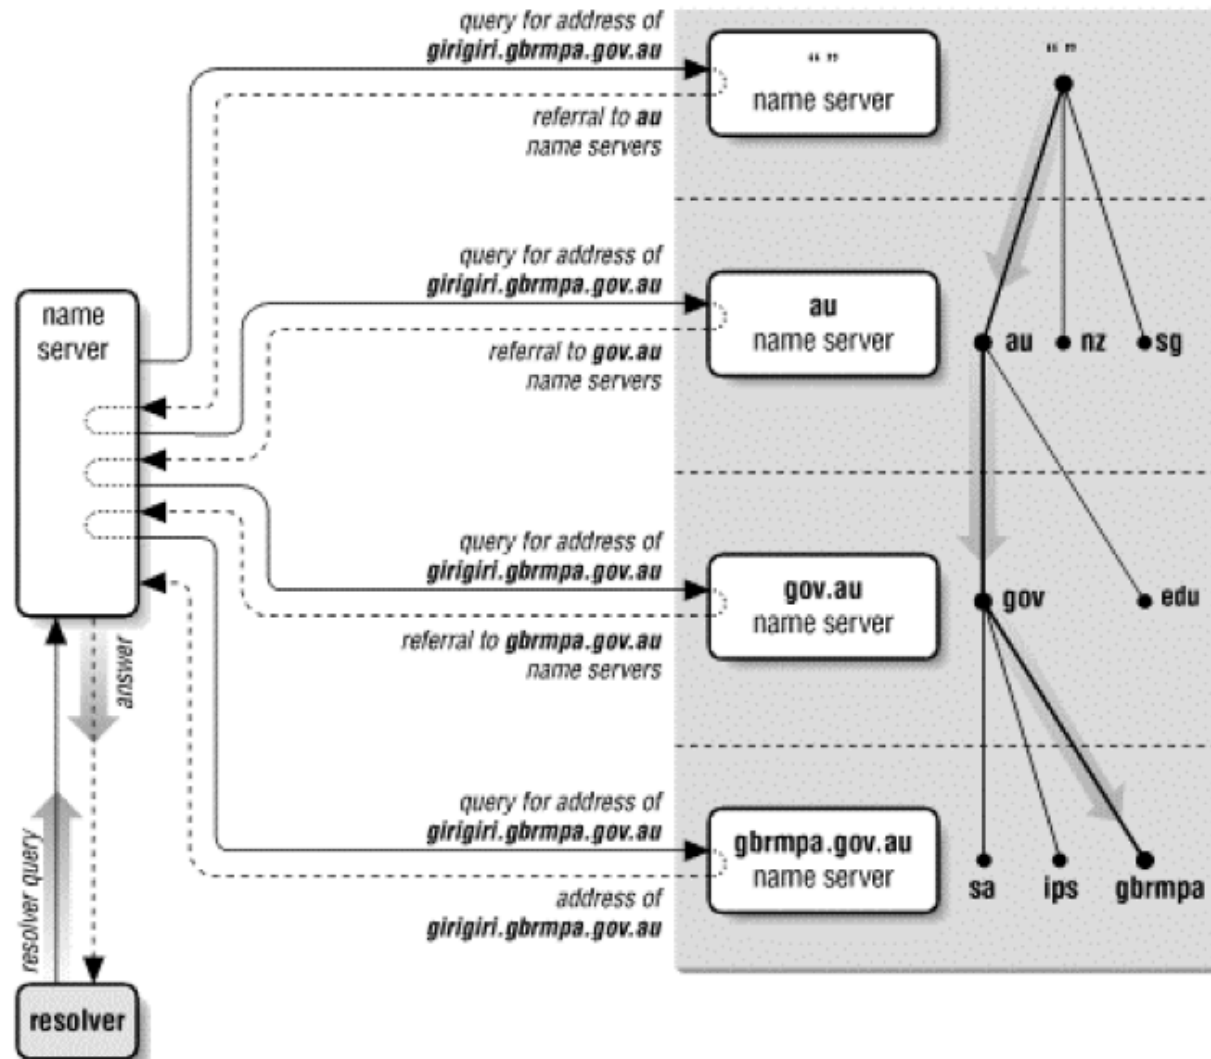 query for address of
girigiri.gbrmpa.gov.au
“ ”
name server
“ ”
referral to au
name servers
query for address of
girigiri.gbrmpa.gov.au
au
name server
au
nz
sg
name
server
referral to gov.au
name servers
query for address of
girigiri.gbrmpa.gov.au
gov.au
name server
gov
edu
referral to gbrmpa.gov.au
name servers
answer
query for address of
girigiri.gbrmpa.gov.au
gbrmpa.gov.au
name server
sa
ips
gbrmpa
address of
girigiri.gbrmpa.gov.au
resolver query
resolver